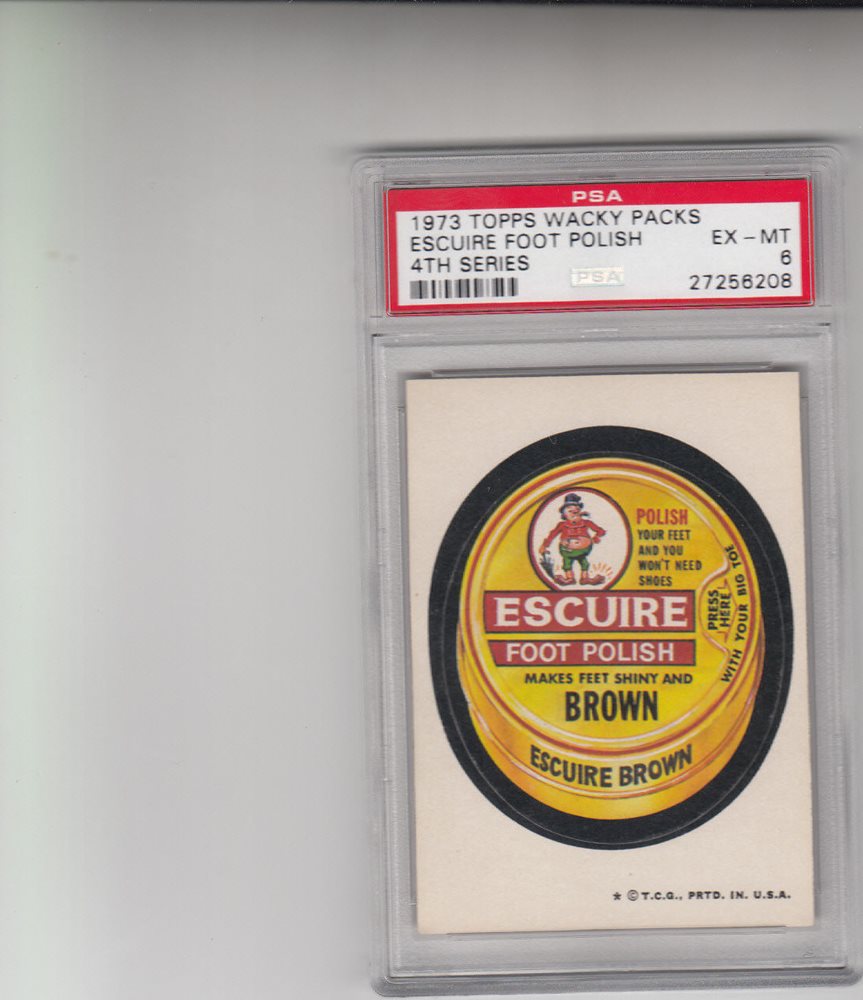 PSA
1973 TOPPS WACKY PACKS
ESCUIRE FOOT POLISH EX - MT
4TH SERIES 6
PSA 27256208
POLISH
YOUR FEET
AND YOU
WON'T NEED
SHOES
PRESS
HERE
WITH YOUR BIG TOE
ESCUIRE
FOOT POLISH
MAKES FEET SHINY AND
BROWN
ESCUIRE BROWN
* © T.C.G., PRTD. IN. U.S.A.